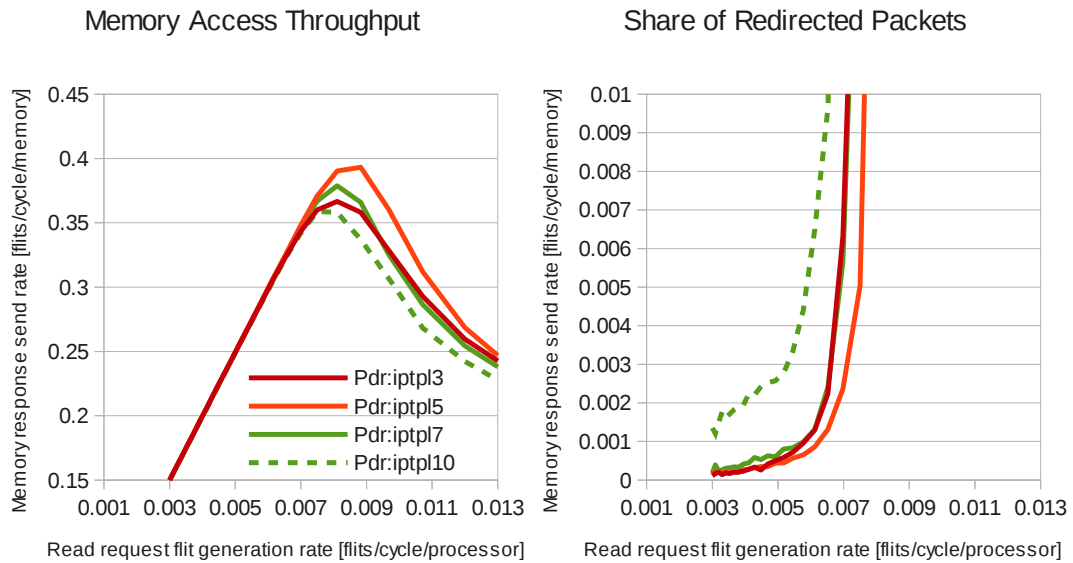 Memory Access Throughput
Share of Redirected Packets
Memory response send rate [flits/cycle/memory]
0.45
0.4
0.35
0.3
0.25
0.2
0.15
Pdr:iptpl3
Pdr:iptpl5
Pdr:iptpl7
Pdr:iptpl10
0.001 0.003 0.005 0.007 0.009 0.011 0.013
Read request flit generation rate [flits/cycle/processor]
Memory response send rate [flits/cycle/memory]
0.01
0.009
0.008
0.007
0.006
0.005
0.004
0.003
0.002
0.001
0
0.001 0.003 0.005 0.007 0.009 0.011 0.013
Read request flit generation rate [flits/cycle/processor]